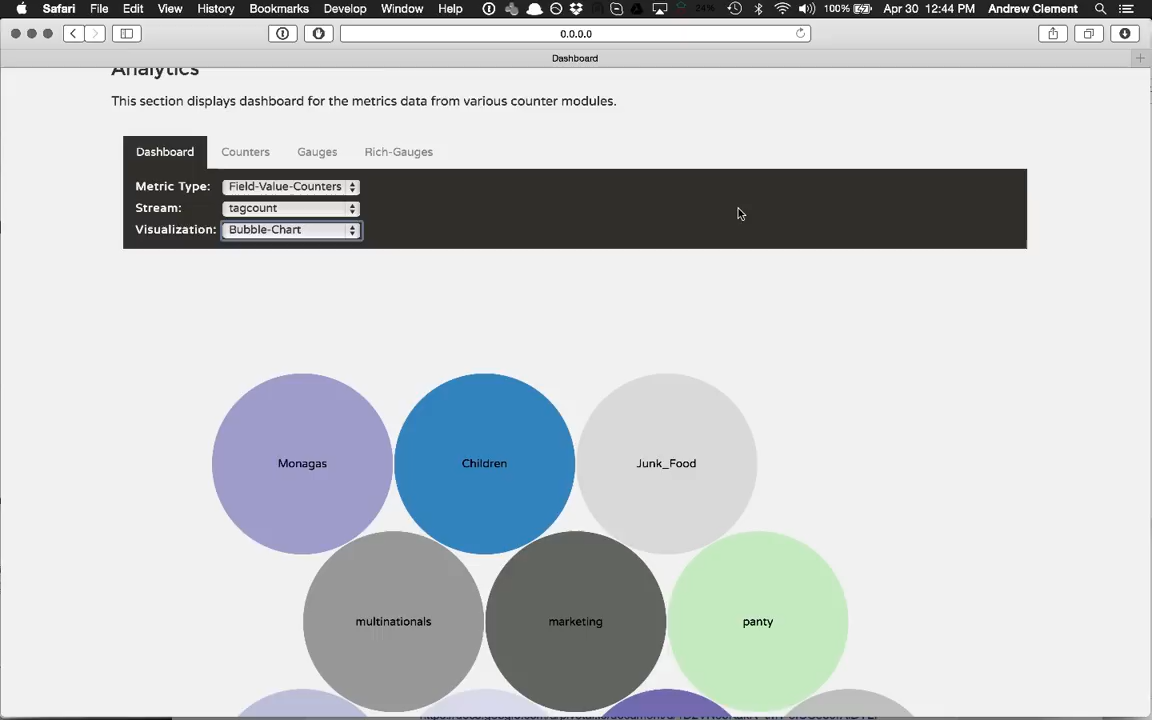 Safari File Edit View History Bookmarks Develop Window Help 24% 100% Apr 30 12:44 PM Andrew Clement
0.0.0.0
Dashboard
Analytics
This section displays dashboard for the metrics data from various counter modules.
Dashboard Counters Gauges Rich-Gauges
Metric Type: Field-Value-Counters
Stream: tagcount
Visualization: Bubble-Chart
Monagas Children Junk_Food
multinationals marketing panty